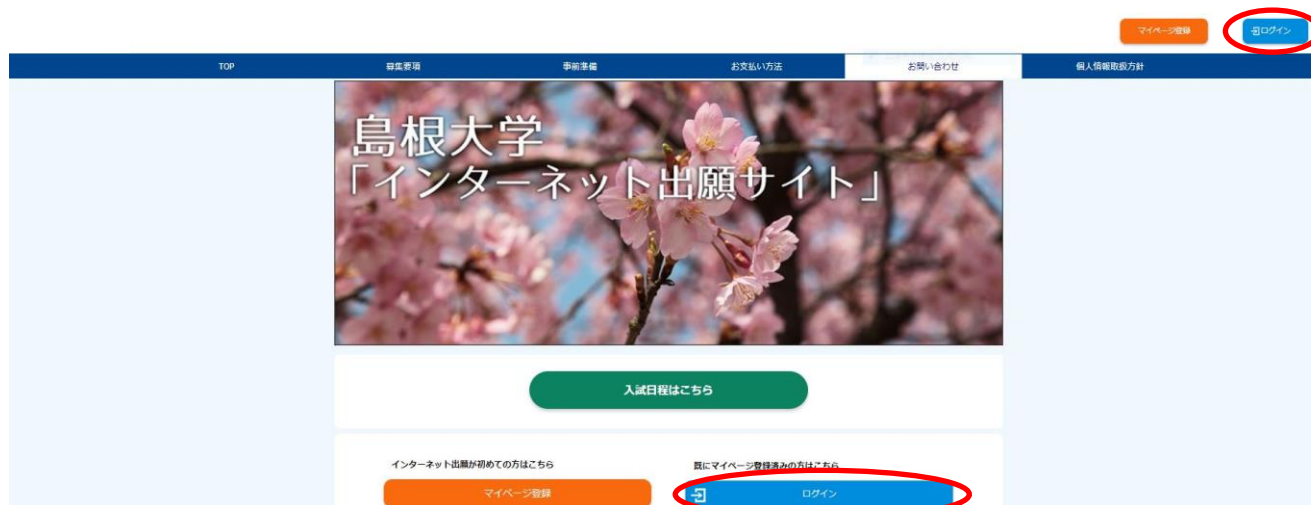 マイページ登録
ログイン
TOP
募集要項
事前準備
お支払い方法
お問い合わせ
個人情報取扱方針
島根大学
「インターネット出願サイト」
入試日程はこちら
インターネット出願が初めての方はこちら
既にマイページ登録済みの方はこちら
マイページ登録
ログイン